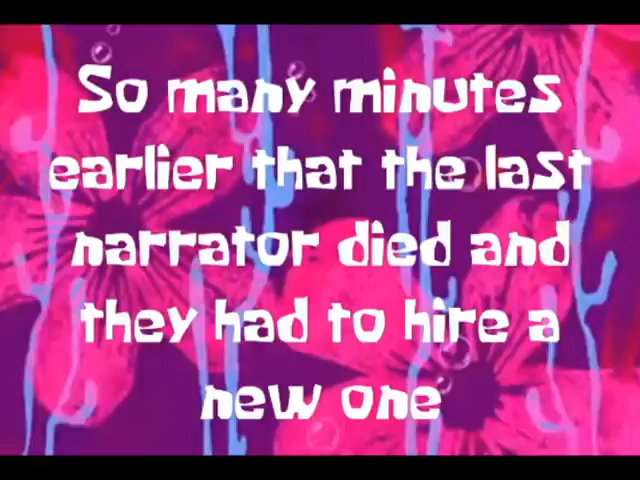 So many minutes
earlier that the last
narrator died and
they had to hire a
new one